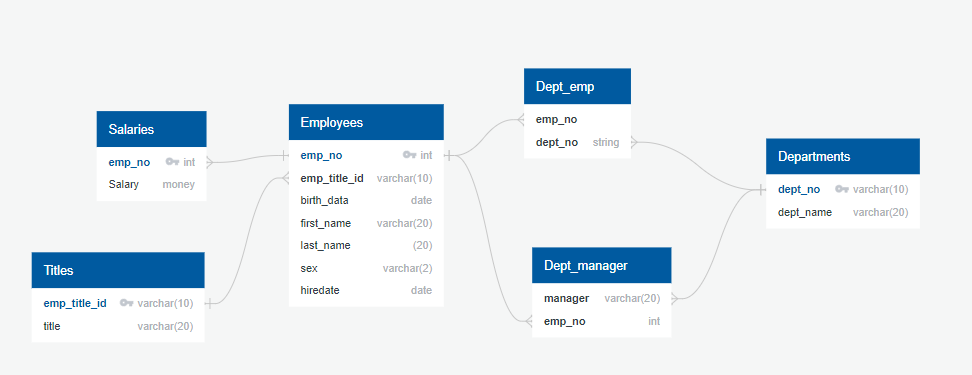 Salaries
emp_no int
Salary money
Titles
emp_title_id varchar(10)
title varchar(20)
Employees
emp_no int
emp_title_id varchar(10)
birth_data date
first_name varchar(20)
last_name (20)
sex varchar(2)
hiredate date
Dept_emp
emp_no
dept_no string
Dept_manager
manager varchar(20)
emp_no int
Departments
dept_no varchar(10)
dept_name varchar(20)